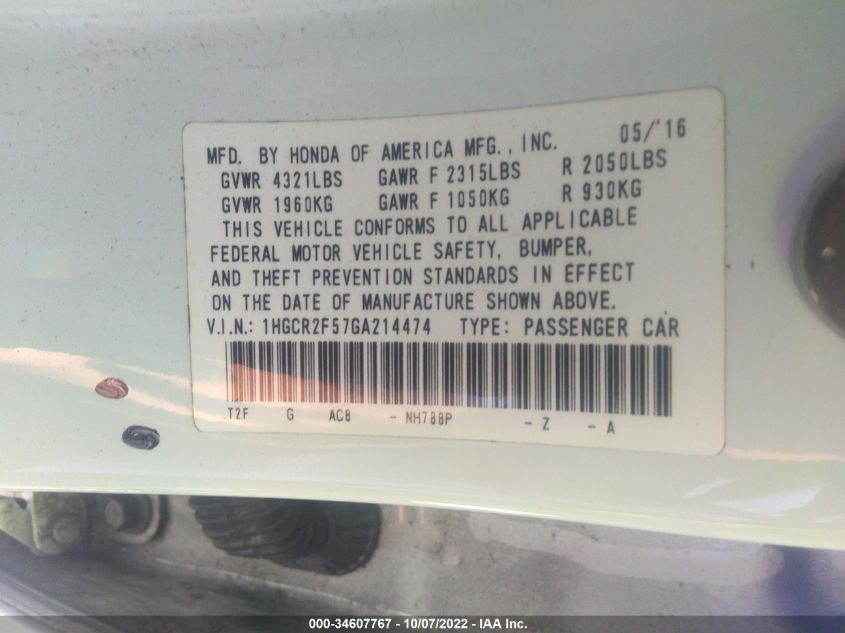 MFD. BY HONDA OF AMERICA MFG., INC. 05/'16
GVWR 4321LBS GAWR F 2315LBS R 2050LBS
GVWR 1960KG GAWR F 1050KG R 930KG
THIS VEHICLE CONFORMS TO ALL APPLICABLE
FEDERAL MOTOR VEHICLE SAFETY, BUMPER,
AND THEFT PREVENTION STANDARDS IN EFFECT
ON THE DATE OF MANUFACTURE SHOWN ABOVE.
V.I.N.: 1HGCR2F57GA214474 TYPE: PASSENGER CAR
T2F G AC8 - NH788P - Z - A
000-34607767 - 10/07/2022 - IAA Inc.